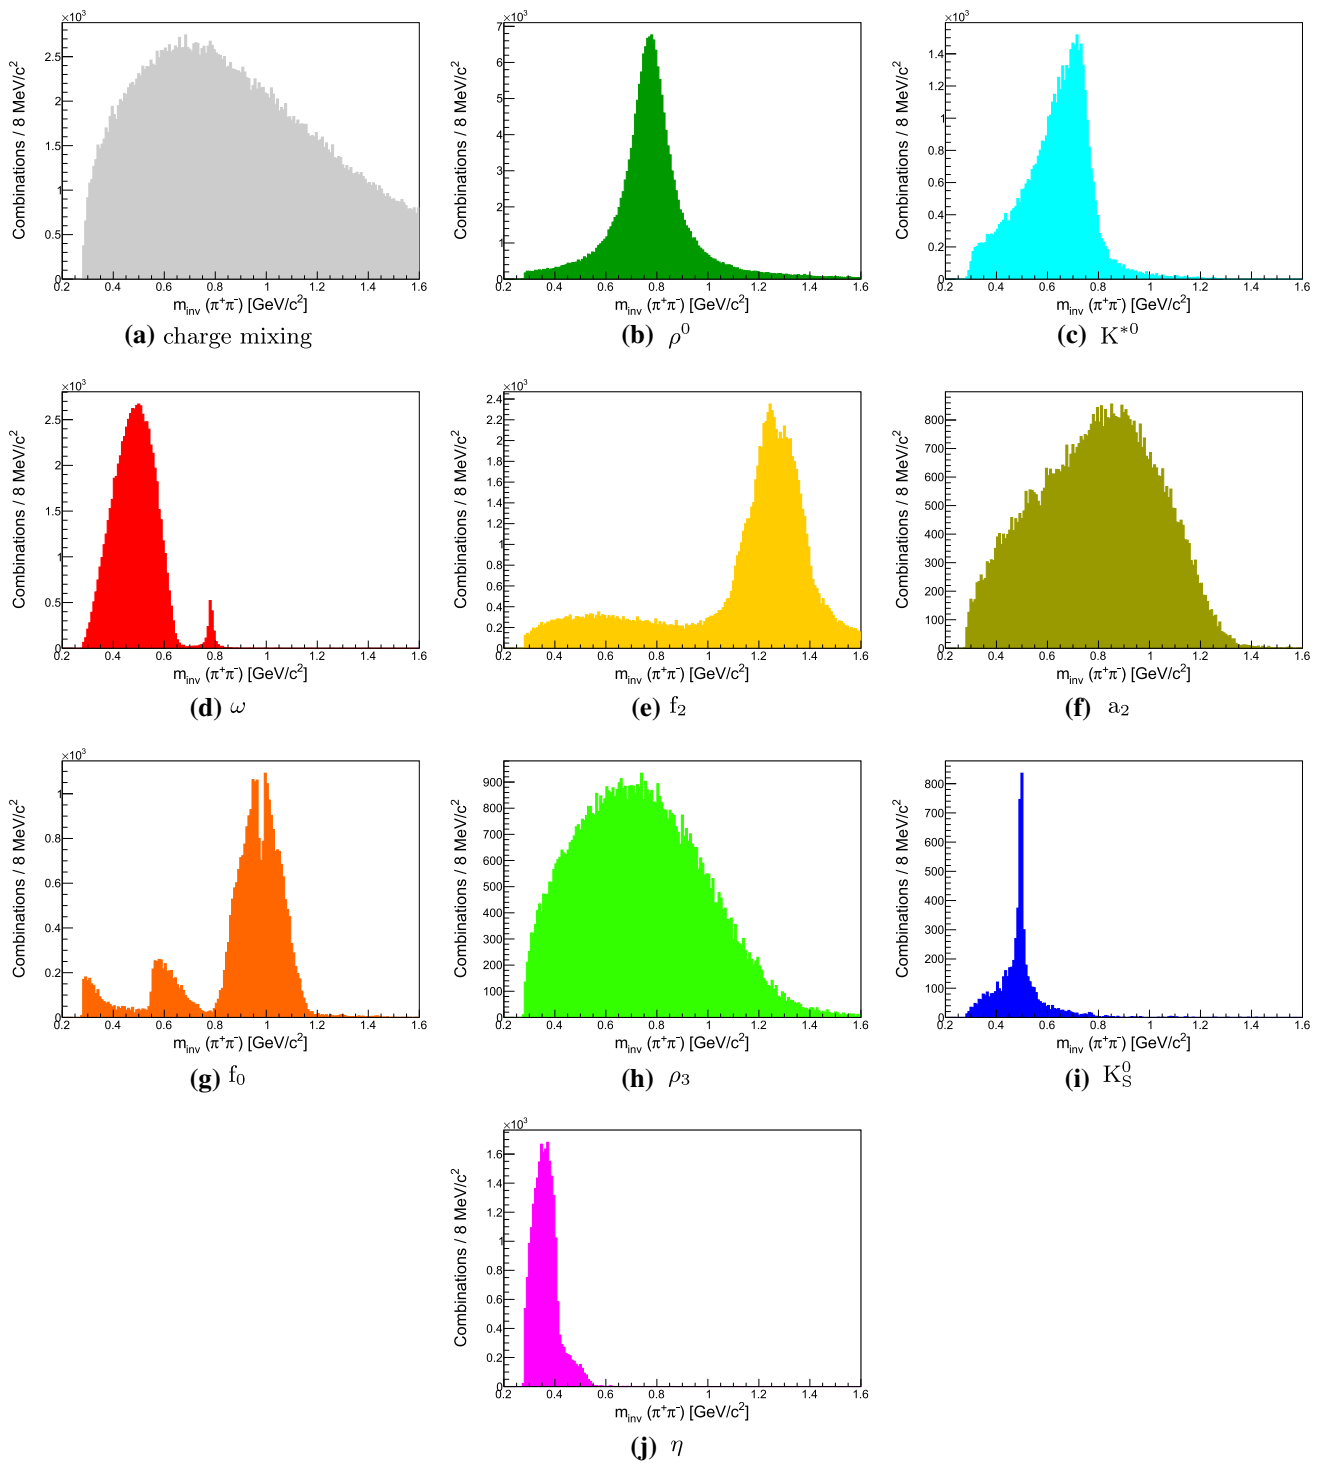 ×10³
2.5
2
1.5
1
0.5
0
0.2 0.4 0.6 0.8 1 1.2 1.4 1.6
Combinations / 8 MeV/c²
m_inv (π⁺π⁻) [GeV/c²]
(a) charge mixing
×10³
7
6
5
4
3
2
1
0
0.2 0.4 0.6 0.8 1 1.2 1.4 1.6
Combinations / 8 MeV/c²
m_inv (π⁺π⁻) [GeV/c²]
(b) ρ⁰
×10³
1.4
1.2
1
0.8
0.6
0.4
0.2
0
0.2 0.4 0.6 0.8 1 1.2 1.4 1.6
Combinations / 8 MeV/c²
m_inv (π⁺π⁻) [GeV/c²]
(c) K*⁰
×10³
2.5
2
1.5
1
0.5
0
0.2 0.4 0.6 0.8 1 1.2 1.4 1.6
Combinations / 8 MeV/c²
m_inv (π⁺π⁻) [GeV/c²]
(d) ω
×10³
2.4
2.2
2
1.8
1.6
1.4
1.2
1
0.8
0.6
0.4
0.2
0
0.2 0.4 0.6 0.8 1 1.2 1.4 1.6
Combinations / 8 MeV/c²
m_inv (π⁺π⁻) [GeV/c²]
(e) f₂
800
700
600
500
400
300
200
100
0
0.2 0.4 0.6 0.8 1 1.2 1.4 1.6
Combinations / 8 MeV/c²
m_inv (π⁺π⁻) [GeV/c²]
(f) a₂
×10³
1
0.8
0.6
0.4
0.2
0
0.2 0.4 0.6 0.8 1 1.2 1.4 1.6
Combinations / 8 MeV/c²
m_inv (π⁺π⁻) [GeV/c²]
(g) f₀
900
800
700
600
500
400
300
200
100
0
0.2 0.4 0.6 0.8 1 1.2 1.4 1.6
Combinations / 8 MeV/c²
m_inv (π⁺π⁻) [GeV/c²]
(h) ρ₃
800
700
600
500
400
300
200
100
0
0.2 0.4 0.6 0.8 1 1.2 1.4 1.6
Combinations / 8 MeV/c²
m_inv (π⁺π⁻) [GeV/c²]
(i) K⁰_S
×10³
1.6
1.4
1.2
1
0.8
0.6
0.4
0.2
0
0.2 0.4 0.6 0.8 1 1.2 1.4 1.6
Combinations / 8 MeV/c²
m_inv (π⁺π⁻) [GeV/c²]
(j) η